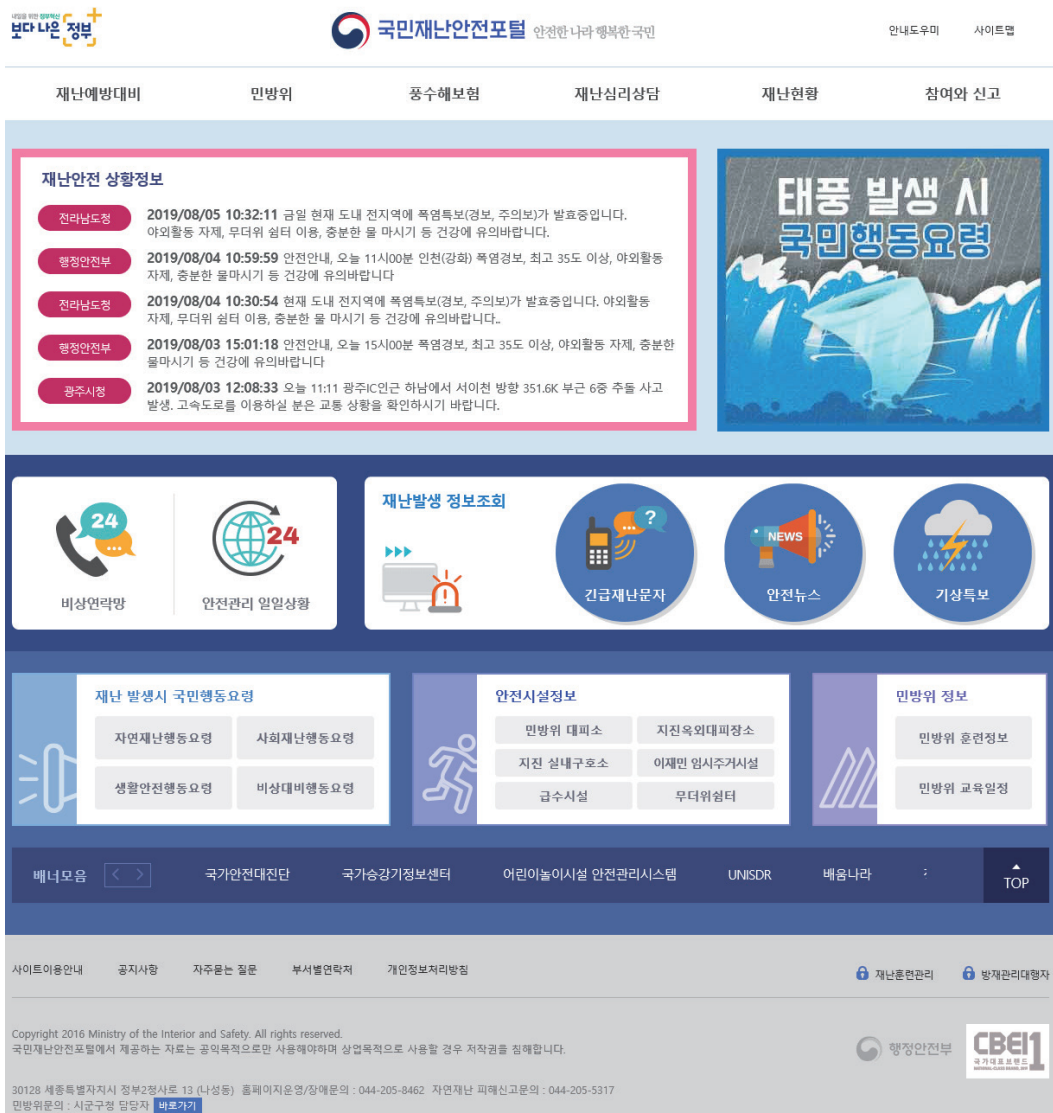 내일을 위한 정부혁신
보다 나은 정부
국민재난안전포털 안전한 나라 행복한 국민
안내도우미 사이트맵
재난예방대비 민방위 풍수해보험 재난심리상담 재난현황 참여와 신고
재난안전 상황정보
전라남도청 2019/08/05 10:32:11 금일 현재 도내 전지역에 폭염특보(경보, 주의보)가 발효중입니다.
야외활동 자제, 무더위 쉼터 이용, 충분한 물 마시기 등 건강에 유의바랍니다.
행정안전부 2019/08/04 10:59:59 안전안내, 오늘 11시00분 인천(강화) 폭염경보, 최고 35도 이상, 야외활동
자제, 충분한 물마시기 등 건강에 유의바랍니다
전라남도청 2019/08/04 10:30:54 현재 도내 전지역에 폭염특보(경보, 주의보)가 발효중입니다. 야외활동
자제, 무더위 쉼터 이용, 충분한 물 마시기 등 건강에 유의바랍니다..
행정안전부 2019/08/03 15:01:18 안전안내, 오늘 15시00분 폭염경보, 최고 35도 이상, 야외활동 자제, 충분한
물마시기 등 건강에 유의바랍니다
광주시청 2019/08/03 12:08:33 오늘 11:11 광주IC인근 하남에서 서이천 방향 351.6K 부근 6중 추돌 사고
발생. 고속도로를 이용하실 분은 교통 상황을 확인하시기 바랍니다.
태풍 발생 시
국민행동요령
24
비상연락망
24
안전관리 일일상황
재난발생 정보조회
?
긴급재난문자
NEWS
안전뉴스
기상특보
재난 발생시 국민행동요령
자연재난행동요령 사회재난행동요령
생활안전행동요령 비상대비행동요령
안전시설정보
민방위 대피소 지진옥외대피장소
지진 실내구호소 이재민 임시주거시설
급수시설 무더위쉼터
민방위 정보
민방위 훈련정보
민방위 교육일정
배너모음 < > 국가안전대진단 국가승강기정보센터 어린이놀이시설 안전관리시스템 UNISDR 배움나라
TOP
사이트이용안내 공지사항 자주묻는 질문 부서별연락처 개인정보처리방침
재난훈련관리 방재관리대행자
Copyright 2016 Ministry of the Interior and Safety. All rights reserved.
국민재난안전포털에서 제공하는 자료는 공익목적으로만 사용해야하며 상업목적으로 사용할 경우 저작권을 침해합니다.
행정안전부
CBEI1
국가대표브랜드
30128 세종특별자치시 정부2청사로 13 (나성동) 홈페이지운영/장애문의 : 044-205-8462 자연재난 피해신고문의 : 044-205-5317
민방위문의 : 시군구청 담당자 바로가기